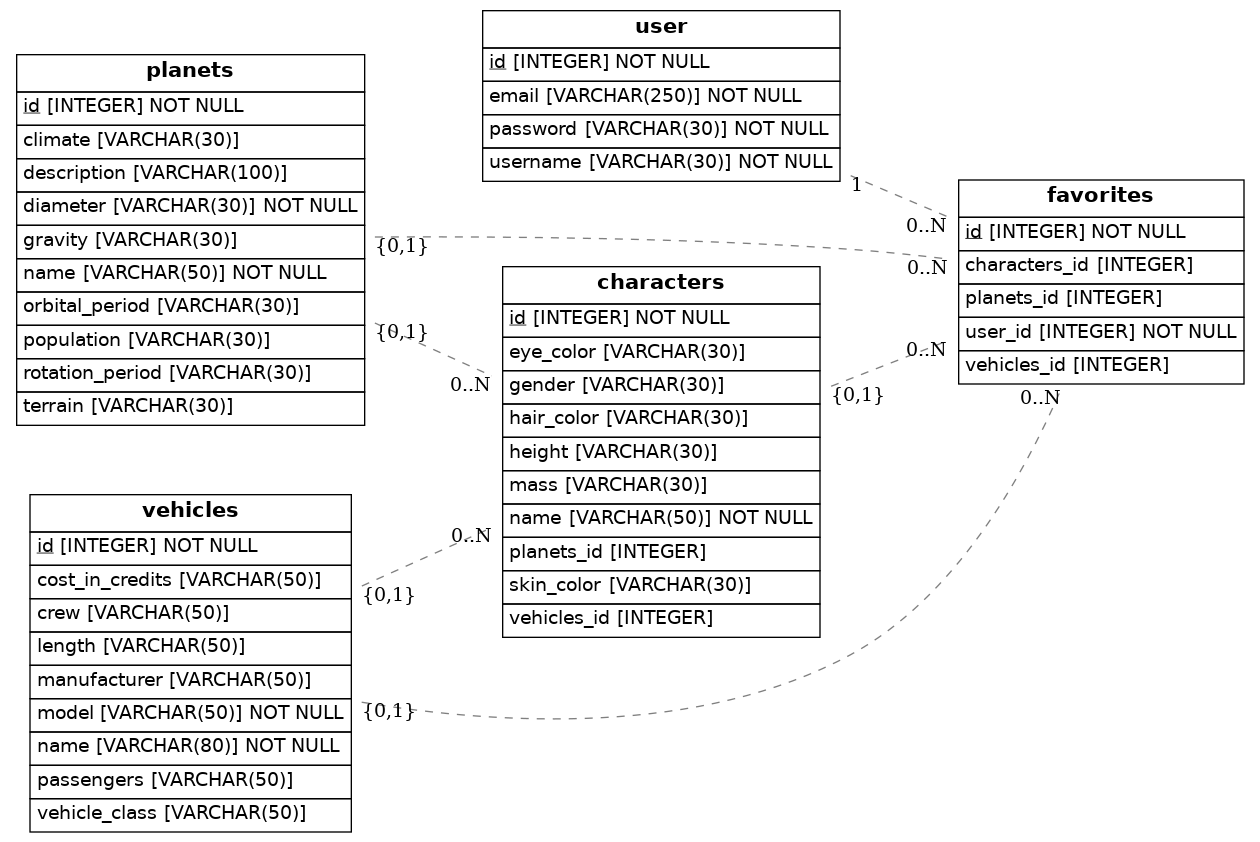 planets
id [INTEGER] NOT NULL
climate [VARCHAR(30)]
description [VARCHAR(100)]
diameter [VARCHAR(30)] NOT NULL
gravity [VARCHAR(30)]
name [VARCHAR(50)] NOT NULL
orbital_period [VARCHAR(30)]
population [VARCHAR(30)]
rotation_period [VARCHAR(30)]
terrain [VARCHAR(30)]
{0,1}
{0,1}
user
id [INTEGER] NOT NULL
email [VARCHAR(250)] NOT NULL
password [VARCHAR(30)] NOT NULL
username [VARCHAR(30)] NOT NULL
1
0..N
0..N
0..N
0..N
favorites
id [INTEGER] NOT NULL
characters_id [INTEGER]
planets_id [INTEGER]
user_id [INTEGER] NOT NULL
vehicles_id [INTEGER]
characters
id [INTEGER] NOT NULL
eye_color [VARCHAR(30)]
gender [VARCHAR(30)]
hair_color [VARCHAR(30)]
height [VARCHAR(30)]
mass [VARCHAR(30)]
name [VARCHAR(50)] NOT NULL
planets_id [INTEGER]
skin_color [VARCHAR(30)]
vehicles_id [INTEGER]
{0,1}
0..N
0..N
vehicles
id [INTEGER] NOT NULL
cost_in_credits [VARCHAR(50)]
crew [VARCHAR(50)]
length [VARCHAR(50)]
manufacturer [VARCHAR(50)]
model [VARCHAR(50)] NOT NULL
name [VARCHAR(80)] NOT NULL
passengers [VARCHAR(50)]
vehicle_class [VARCHAR(50)]
{0,1}
{0,1}